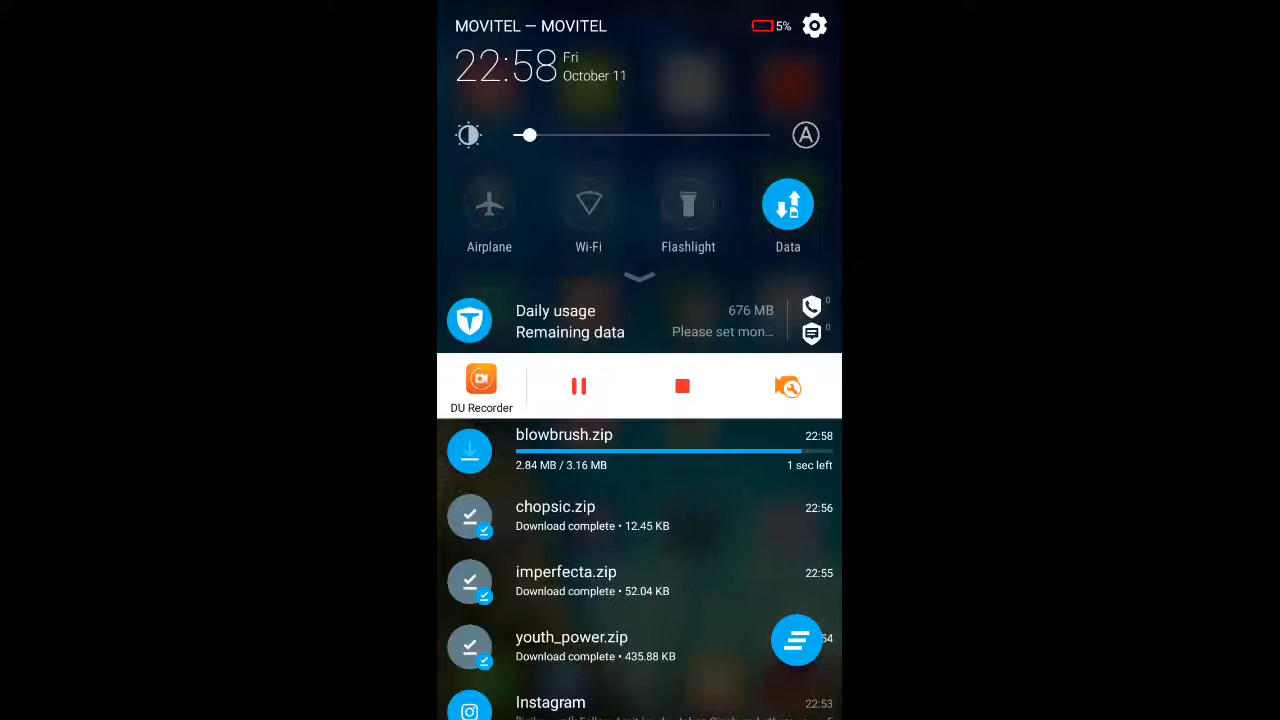 MOVITEL — MOVITEL 5%
22:58 Fri
October 11
A
Airplane Wi-Fi Flashlight Data
Daily usage 676 MB 0
Remaining data Please set mon... 0
DU Recorder
blowbrush.zip 22:58
2.84 MB / 3.16 MB 1 sec left
chopsic.zip 22:56
Download complete • 12.45 KB
imperfecta.zip 22:55
Download complete • 52.04 KB
youth_power.zip 54
Download complete • 435.88 KB
Instagram 22:53